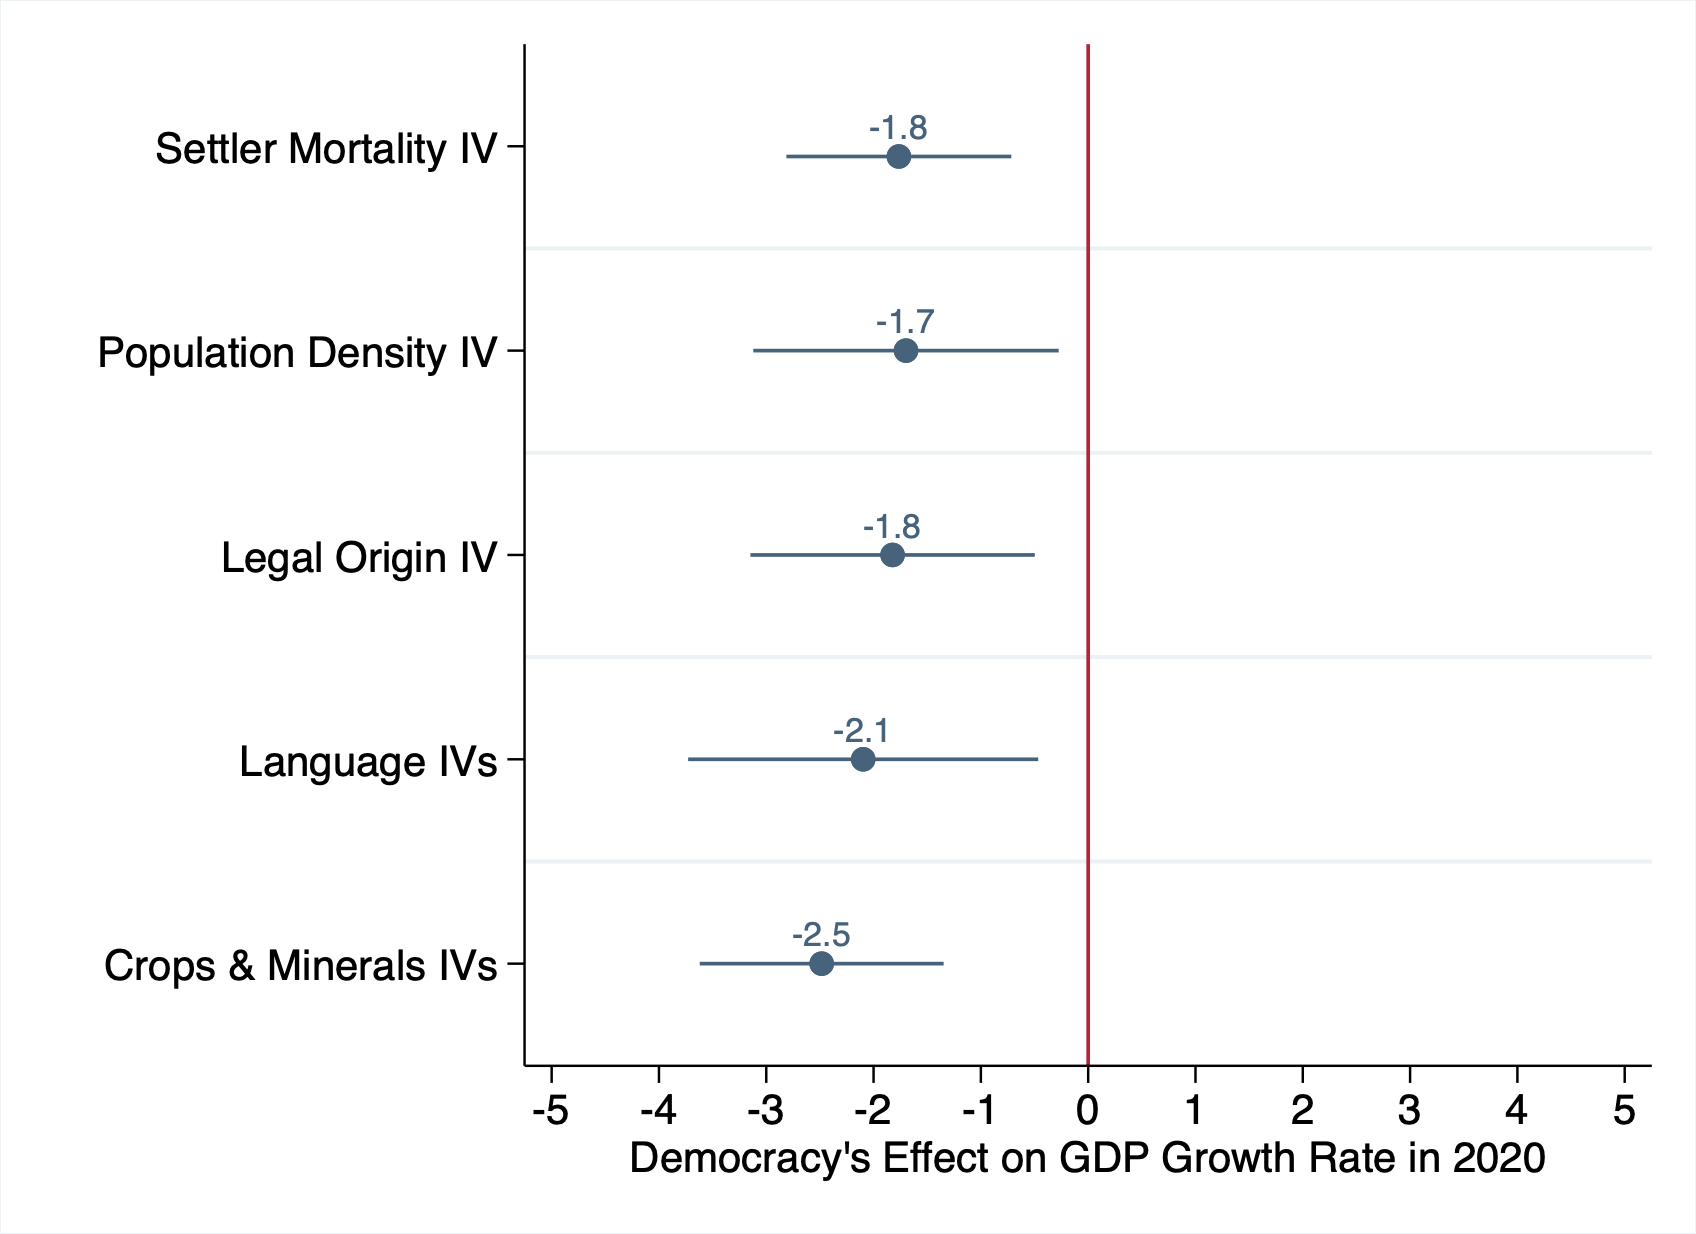 Settler Mortality IV
-1.8
Population Density IV
-1.7
Legal Origin IV
-1.8
Language IVs
-2.1
Crops & Minerals IVs
-2.5
-5 -4 -3 -2 -1 0 1 2 3 4 5
Democracy's Effect on GDP Growth Rate in 2020